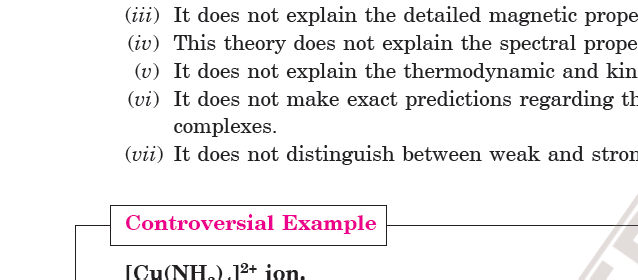 (iii) It does not explain the detailed magnetic prope
(iv) This theory does not explain the spectral prope
(v) It does not explain the thermodynamic and kin
(vi) It does not make exact predictions regarding th
complexes.
(vii) It does not distinguish between weak and stron
Controversial Example
[Cu(NH₃)₄]²⁺ ion.